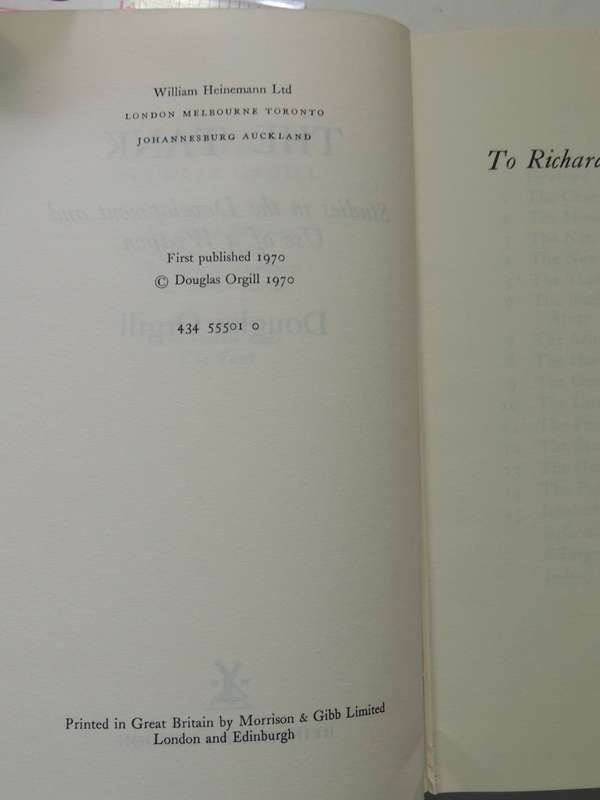 William Heinemann Ltd
LONDON MELBOURNE TORONTO
JOHANNESBURG AUCKLAND
First published 1970
© Douglas Orgill 1970
434 55501 0
Printed in Great Britain by Morrison & Gibb Limited
London and Edinburgh
To Richard